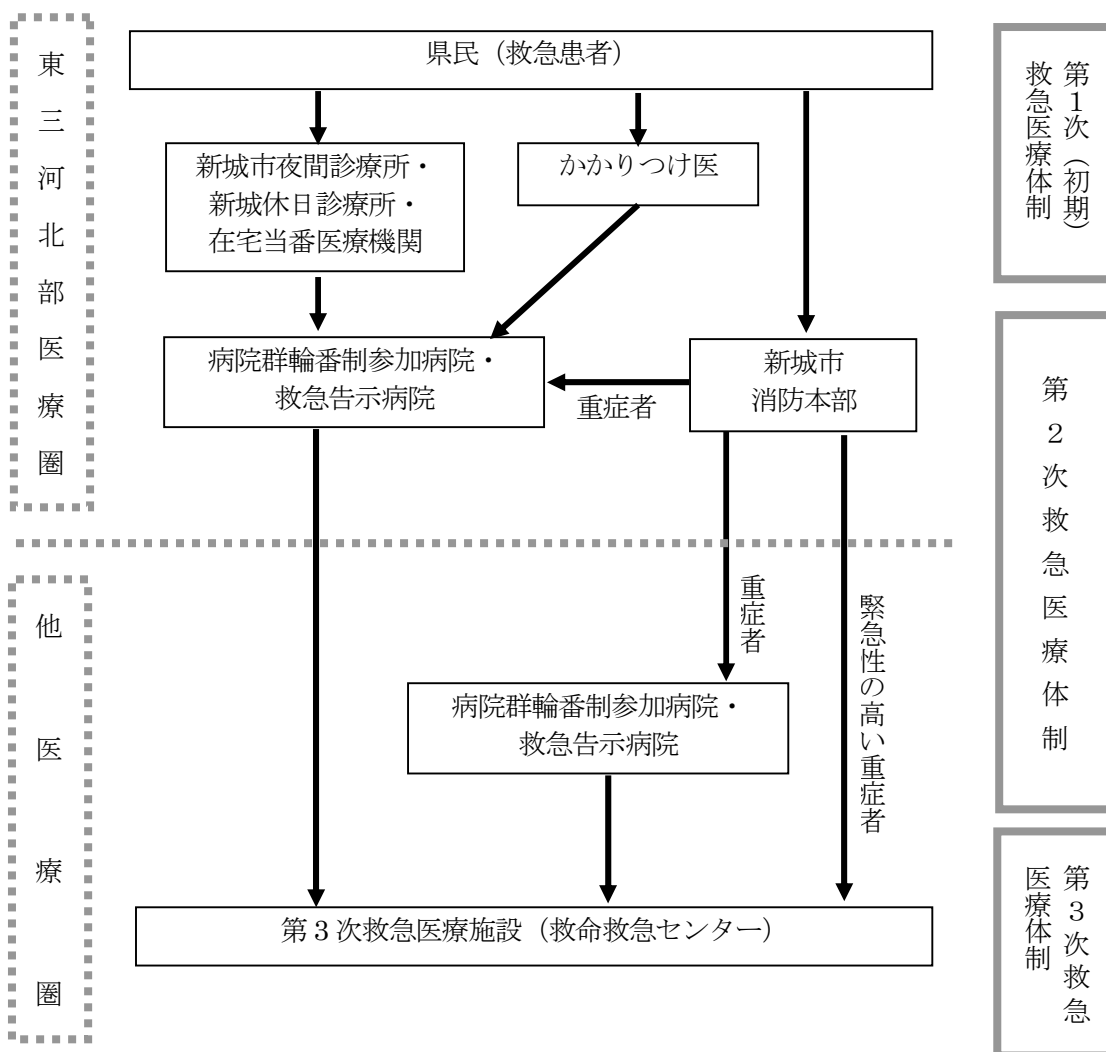 東三河北部医療圏
県民（救急患者）
新城市夜間診療所・
新城休日診療所・
在宅当番医療機関
かかりつけ医
病院群輪番制参加病院・
救急告示病院
重症者
新城市
消防本部
第１次（初期）
救急医療体制
第２次救急医療体制
他医療圏
重症者
緊急性の高い重症者
病院群輪番制参加病院・
救急告示病院
第３次救急医療施設（救命救急センター）
第３次救急
医療体制